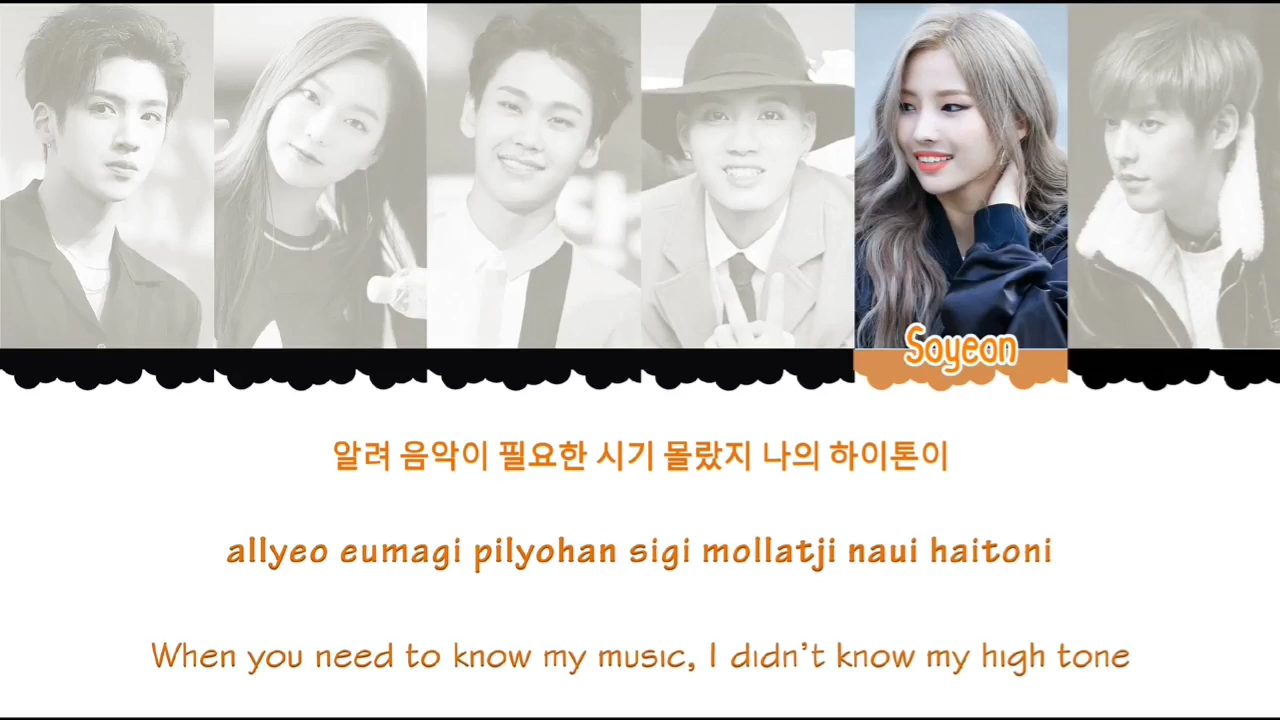 Soyeon
알려 음악이 필요한 시기 몰랐지 나의 하이톤이
allyeo eumagi pilyohan sigi mollatji naui haitoni
When you need to know my music, I didn't know my high tone